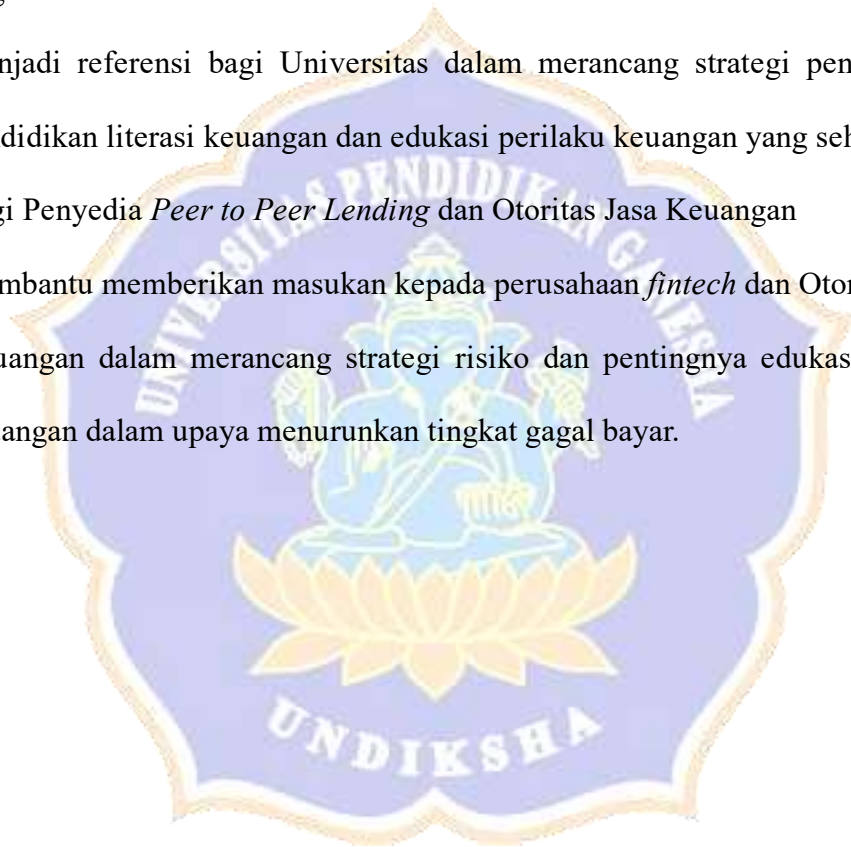 njadi referensi bagi Universitas dalam merancang strategi pen
didikan literasi keuangan dan edukasi perilaku keuangan yang seh
gi Penyedia Peer to Peer Lending dan Otoritas Jasa Keuangan
mbantu memberikan masukan kepada perusahaan fintech dan Otor
uangan dalam merancang strategi risiko dan pentingnya edukas
angan dalam upaya menurunkan tingkat gagal bayar.
UNIVERSITAS PENDIDIKAN GANESHA
UNDIKSHA